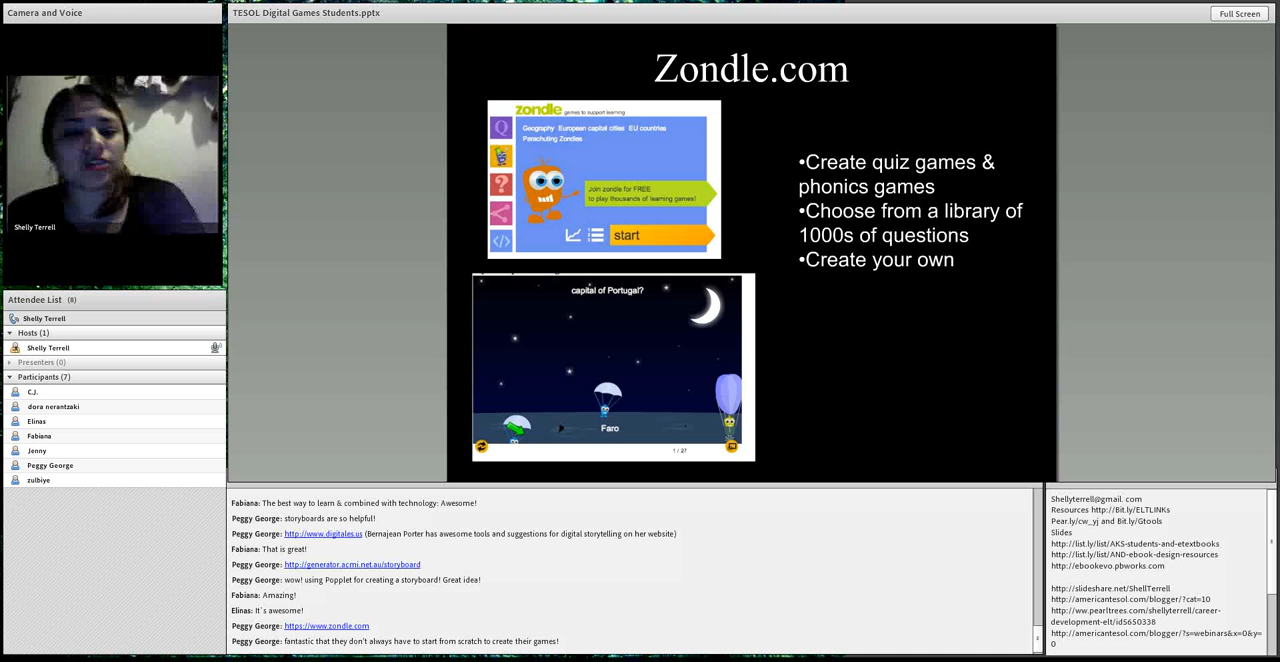 Camera and Voice
Shelly Terrell
Attendee List (8)
Shelly Terrell
Hosts (1)
Shelly Terrell
Presenters (0)
Participants (7)
C.J.
dora nerantzaki
Elinas
Fabiana
Jenny
Peggy George
zulbiye
TESOL Digital Games Students.pptx
Full Screen
Zondle.com
zondle games to support learning
Geography European capital cities EU countries
Parachuting Zondles
Q
?
</>
Join zondle for FREE
to play thousands of learning games!
start
capital of Portugal?
Faro
1 / 27
•Create quiz games &
phonics games
•Choose from a library of
1000s of questions
•Create your own
Fabiana: The best way to learn & combined with technology: Awesome!
Peggy George: storyboards are so helpful!
Peggy George: http://www.digitales.us (Bernajean Porter has awesome tools and suggestions for digital storytelling on her website)
Fabiana: That is great!
Peggy George: http://generator.acmi.net.au/storyboard
Peggy George: wow! using Popplet for creating a storyboard! Great idea!
Fabiana: Amazing!
Elinas: It`s awesome!
Peggy George: https://www.zondle.com
Peggy George: fantastic that they don't always have to start from scratch to create their games!
Shellyterrell@gmail. com
Resources http://Bit.ly/ELTLINKs
Pear.ly/cw_yj and Bit.ly/Gtools
Slides
http://list.ly/list/AKS-students-and-etextbooks
http://list.ly/list/AND-ebook-design-resources
http://ebookevo.pbworks.com
http://slideshare.net/ShellTerrell
http://americantesol.com/blogger/?cat=10
http://ww.pearltrees.com/shellyterrell/career-
development-elt/id5650338
http://americantesol.com/blogger/?s=webinars&x=0&y=
0